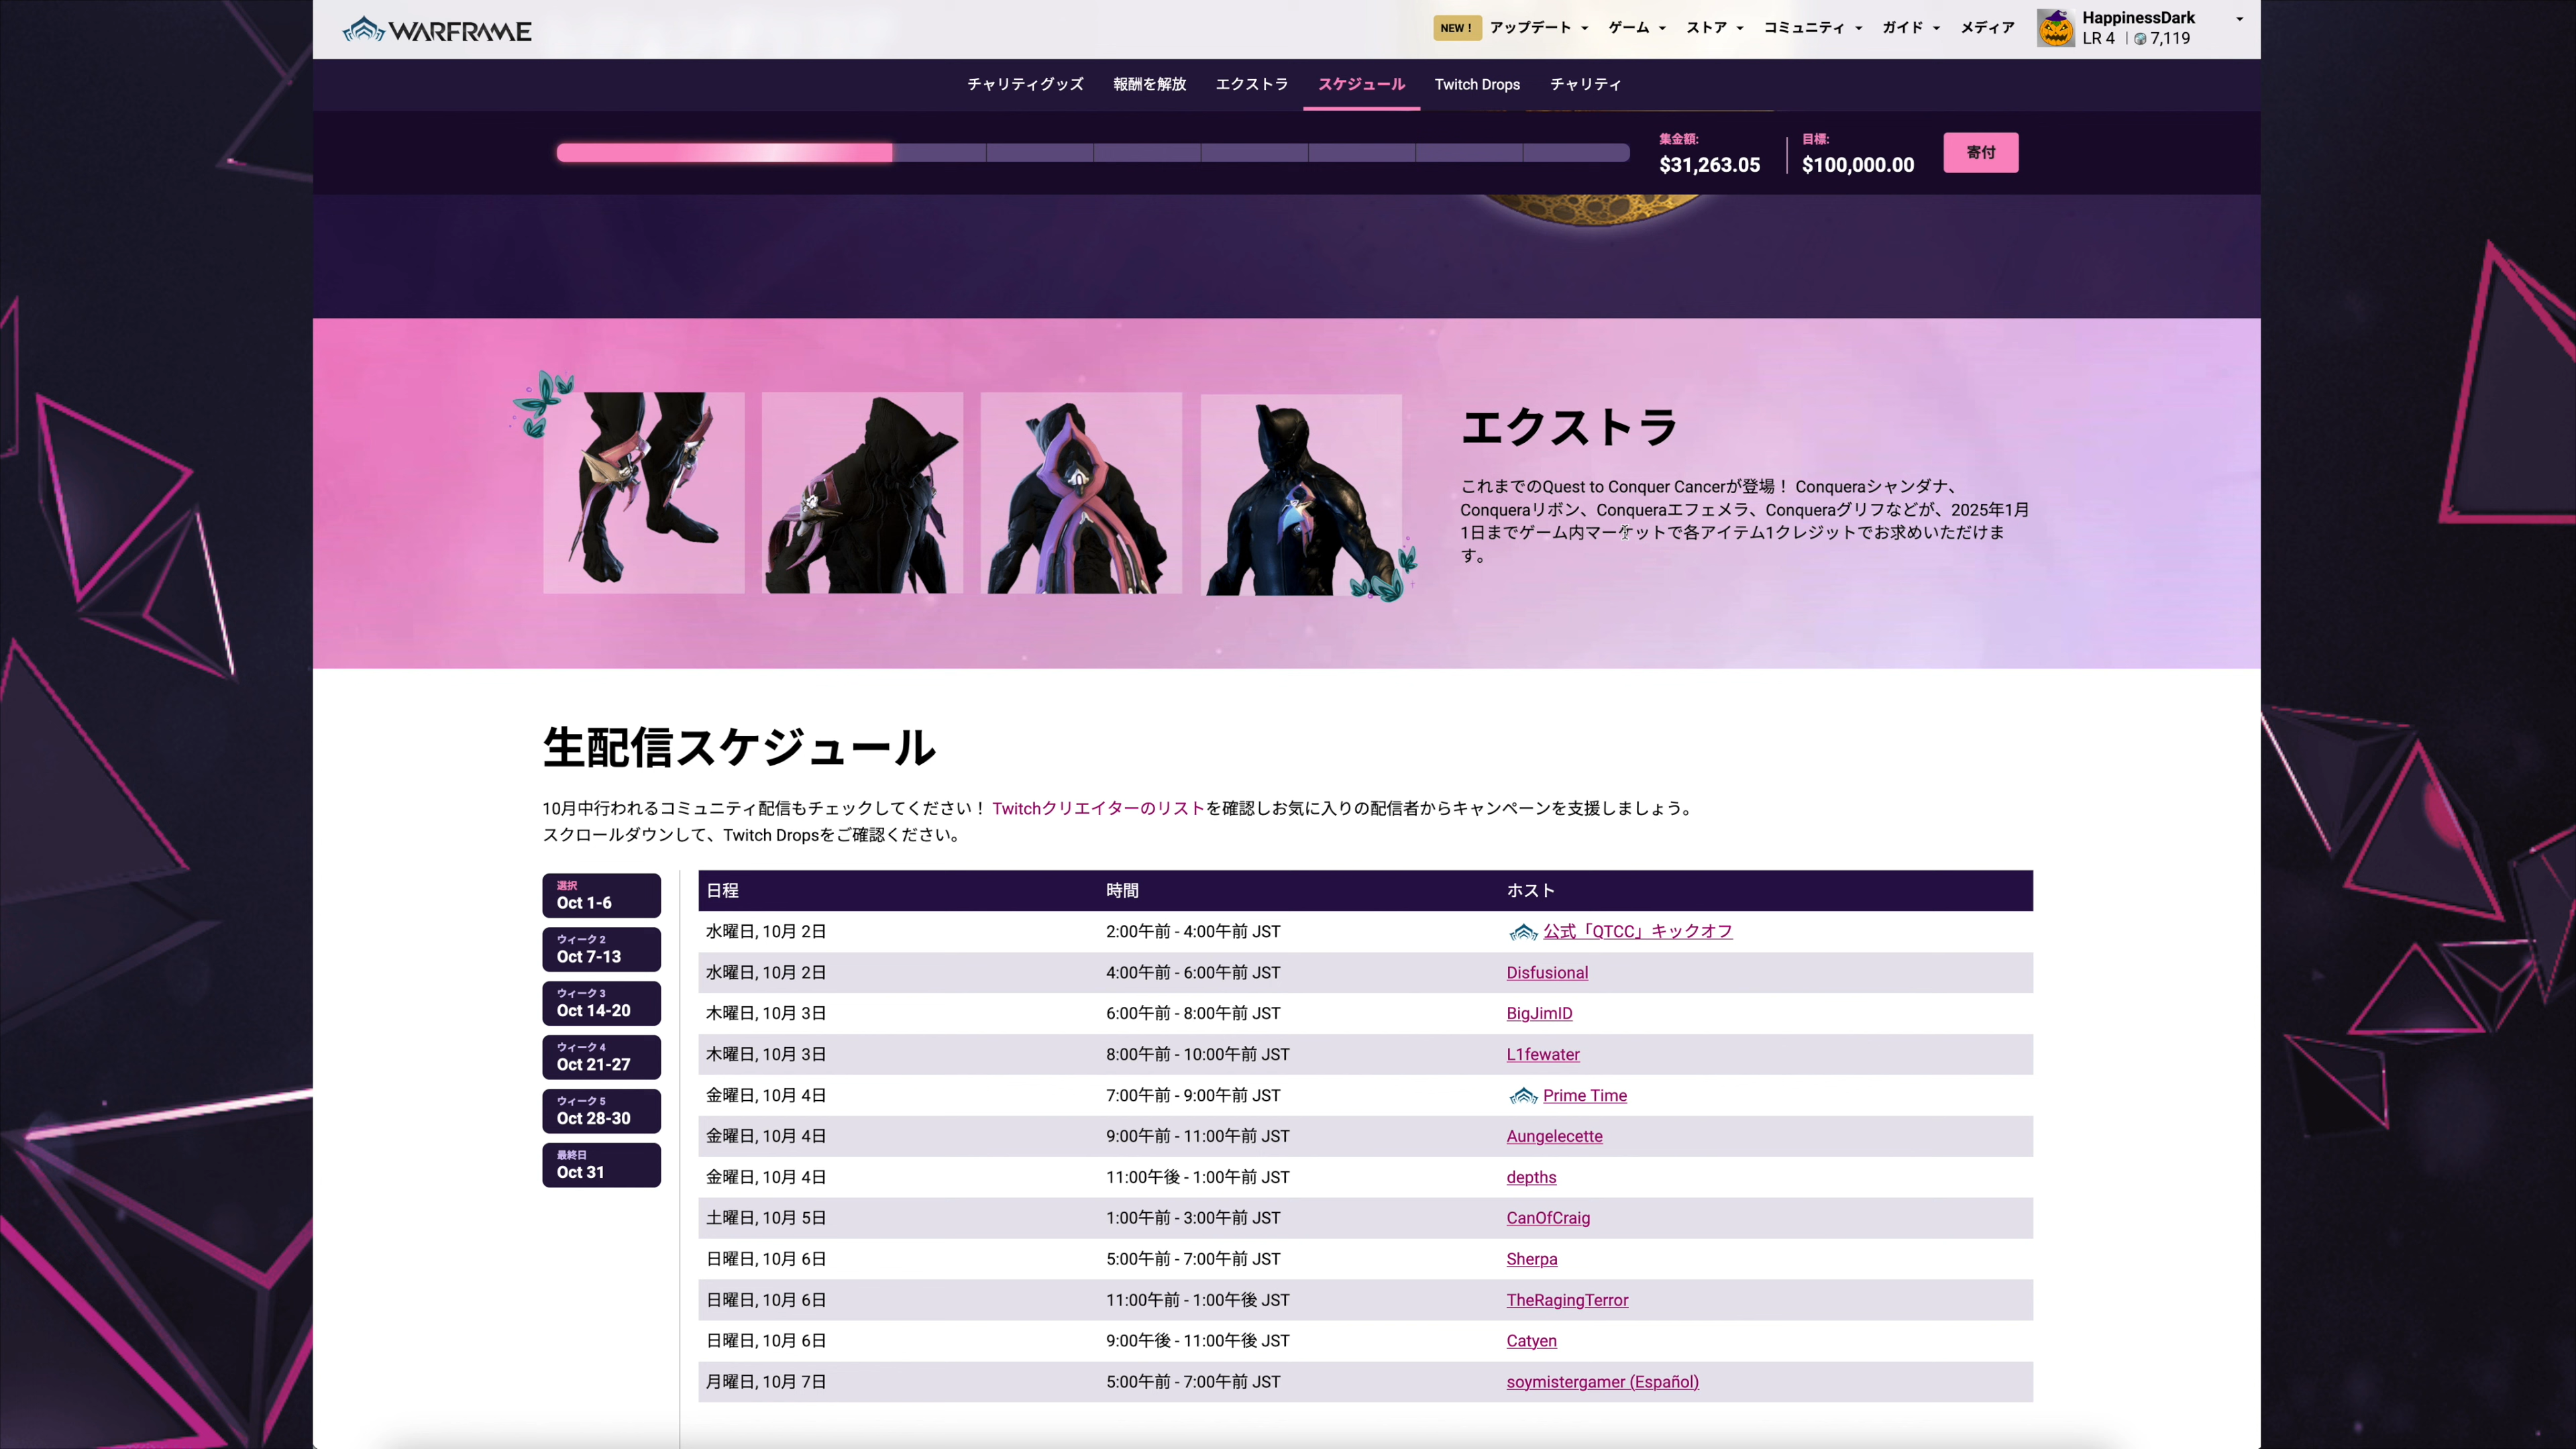 WARFRAME
NEW！ アップデート ゲーム ストア コミュニティ ガイド メディア
HappinessDark
LR 4 | 7,119
チャリティグッズ 報酬を解放 エクストラ スケジュール Twitch Drops チャリティ
集金額:
$31,263.05
目標:
$100,000.00
寄付
エクストラ
これまでのQuest to Conquer Cancerが登場！ Conqueraシャンダナ、
Conqueraリボン、Conqueraエフェメラ、Conqueraグリフなどが、2025年1月
1日までゲーム内マーケットで各アイテム1クレジットでお求めいただけま
す。
生配信スケジュール
10月中行われるコミュニティ配信もチェックしてください！ Twitchクリエイターのリストを確認しお気に入りの配信者からキャンペーンを支援しましょう。
スクロールダウンして、Twitch Dropsをご確認ください。
選択
Oct 1-6
ウィーク 2
Oct 7-13
ウィーク 3
Oct 14-20
ウィーク 4
Oct 21-27
ウィーク 5
Oct 28-30
最終日
Oct 31
日程 時間 ホスト
水曜日, 10月 2日 2:00午前 - 4:00午前 JST 公式「QTCC」キックオフ
水曜日, 10月 2日 4:00午前 - 6:00午前 JST Disfusional
木曜日, 10月 3日 6:00午前 - 8:00午前 JST BigJimID
木曜日, 10月 3日 8:00午前 - 10:00午前 JST L1fewater
金曜日, 10月 4日 7:00午前 - 9:00午前 JST Prime Time
金曜日, 10月 4日 9:00午前 - 11:00午前 JST Aungelecette
金曜日, 10月 4日 11:00午後 - 1:00午前 JST depths
土曜日, 10月 5日 1:00午前 - 3:00午前 JST CanOfCraig
日曜日, 10月 6日 5:00午前 - 7:00午前 JST Sherpa
日曜日, 10月 6日 11:00午前 - 1:00午後 JST TheRagingTerror
日曜日, 10月 6日 9:00午後 - 11:00午後 JST Catyen
月曜日, 10月 7日 5:00午前 - 7:00午前 JST soymistergamer (Español)